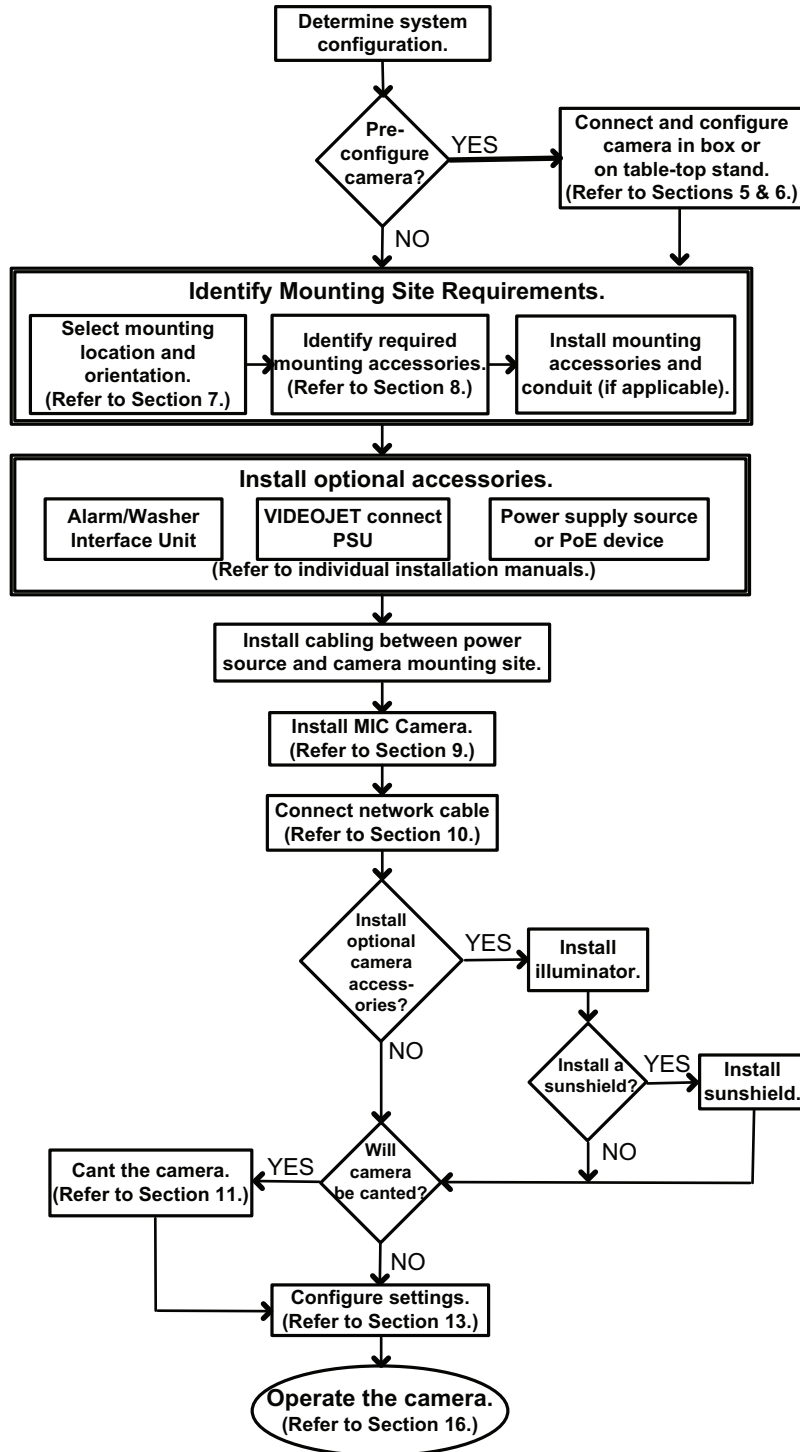 Determine system
configuration.
Pre-
configure
camera?
YES
Connect and configure
camera in box or
on table-top stand.
(Refer to Sections 5 & 6.)
NO
Identify Mounting Site Requirements.
Select mounting
location and
orientation.
(Refer to Section 7.)
Identify required
mounting accessories.
(Refer to Section 8.)
Install mounting
accessories and
conduit (if applicable).
Install optional accessories.
Alarm/Washer
Interface Unit
VIDEOJET connect
PSU
Power supply source
or PoE device
(Refer to individual installation manuals.)
Install cabling between power
source and camera mounting site.
Install MIC Camera.
(Refer to Section 9.)
Connect network cable
(Refer to Section 10.)
Install
optional
camera
access-
ories?
YES
Install
illuminator.
NO
Install a
sunshield?
YES
Install
sunshield.
NO
Will
camera
be canted?
YES
Cant the camera.
(Refer to Section 11.)
NO
Configure settings.
(Refer to Section 13.)
Operate the camera.
(Refer to Section 16.)